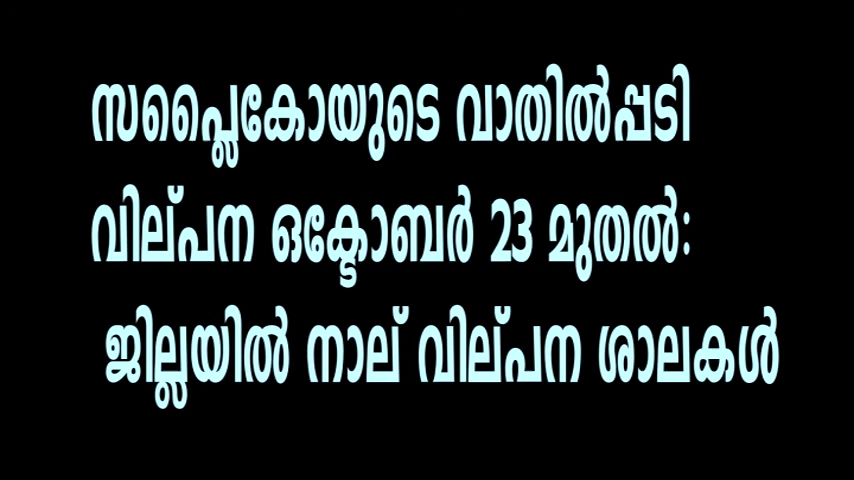 സപ്ലൈകോയുടെ വാതിൽപ്പടി
വില്പന ഒക്ടോബർ 23 മുതൽ:
ജില്ലയിൽ നാല് വില്പന ശാലകൾ